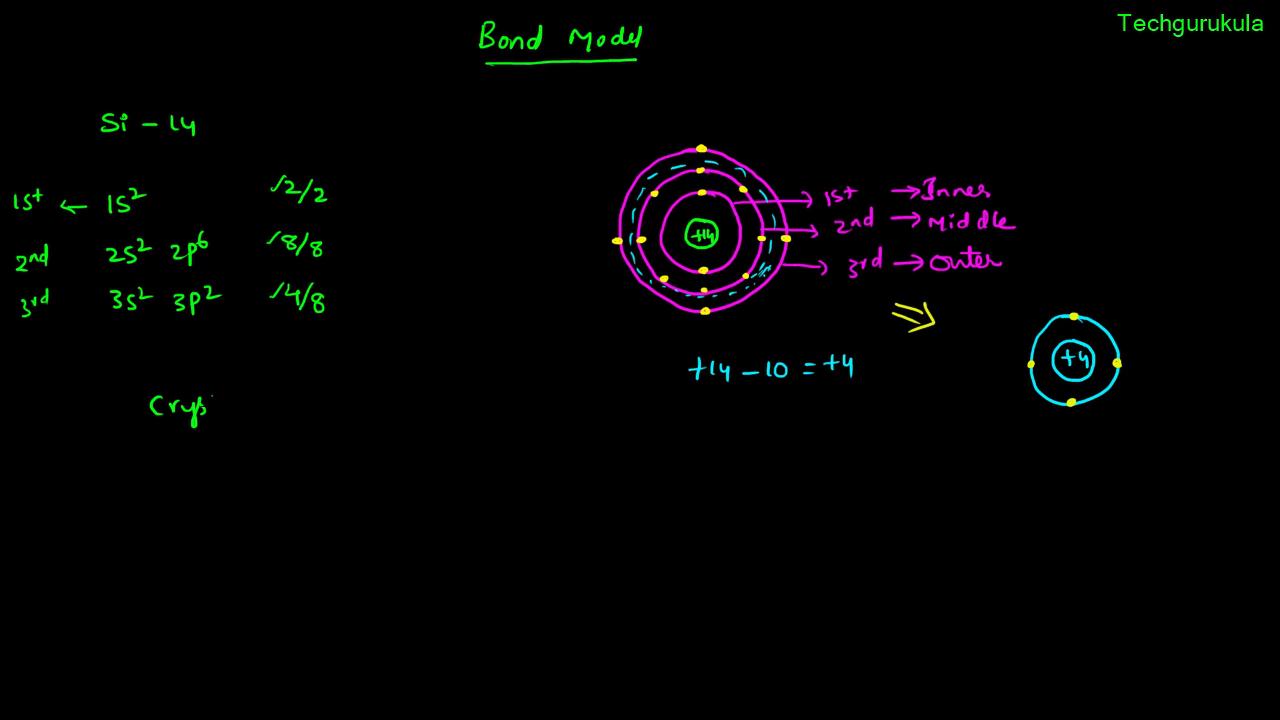 Techgurukula
Bond Model
Si - 14
1st ← 1S² √2/2
2nd 2S² 2p⁶ √8/8
3rd 3s² 3p² √4/8
+14
1st → Inner
2nd → Middle
3rd → Outer
+14 - 10 = +4
+4
Crys